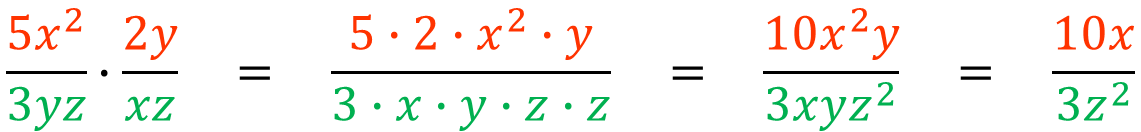 5x²/3yz · 2y/xz = 5 · 2 · x² · y/3 · x · y · z · z = 10x²y/3xyz² = 10x/3z²